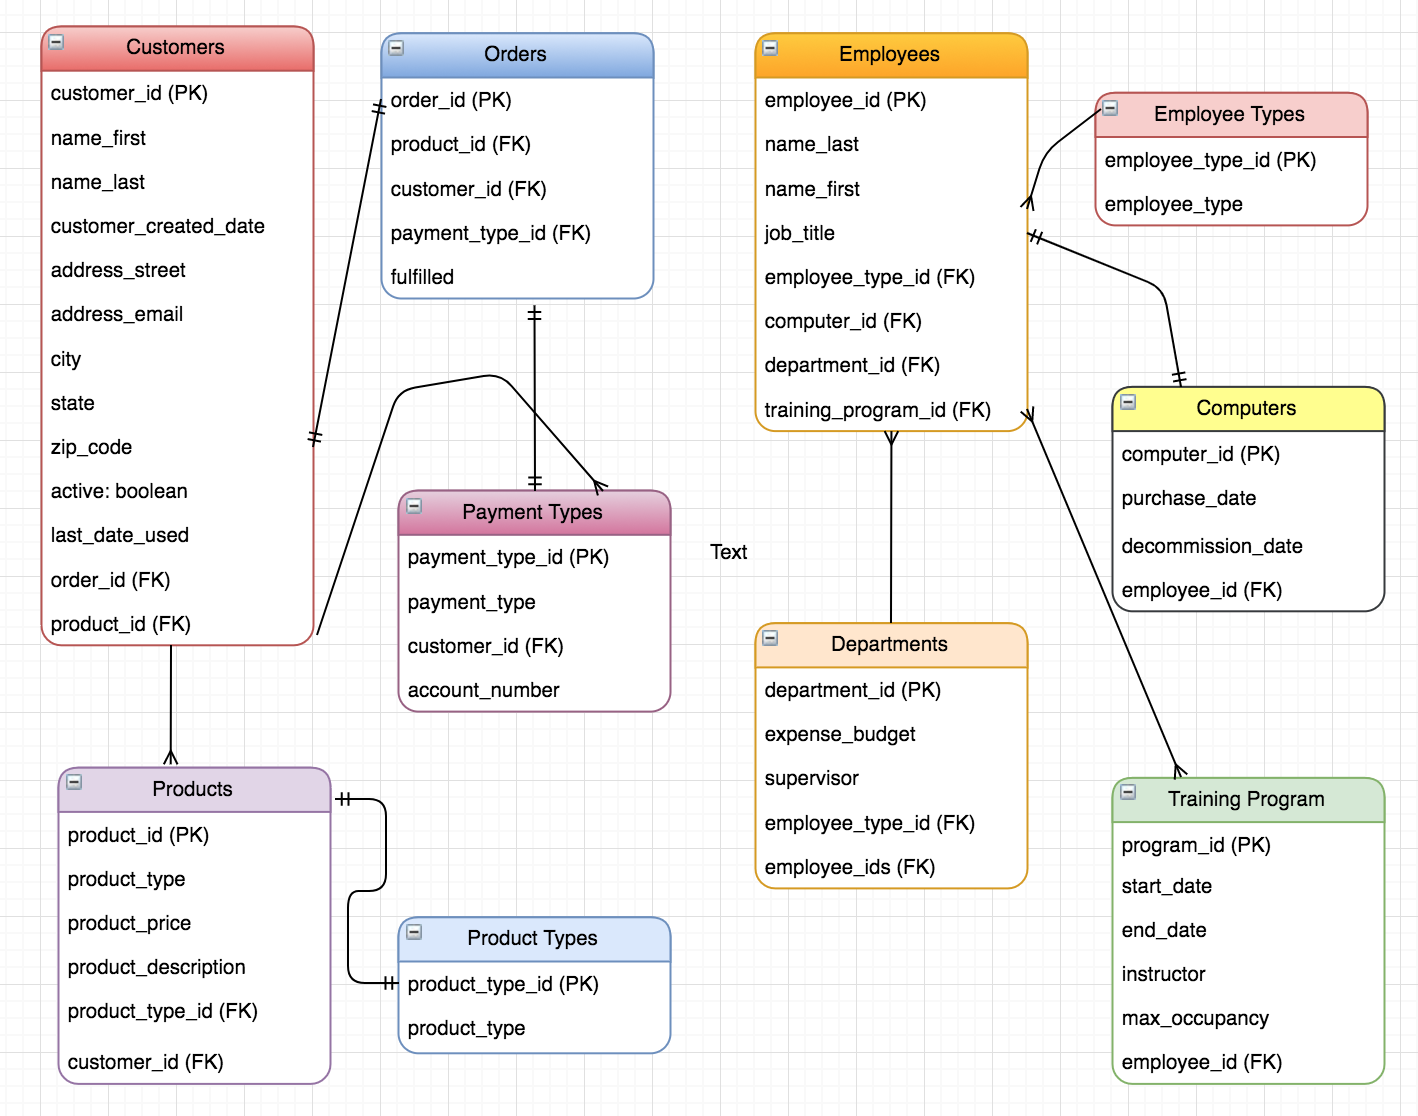 Customers
customer_id (PK)
name_first
name_last
customer_created_date
address_street
address_email
city
state
zip_code
active: boolean
last_date_used
order_id (FK)
product_id (FK)
Orders
order_id (PK)
product_id (FK)
customer_id (FK)
payment_type_id (FK)
fulfilled
Payment Types
payment_type_id (PK)
payment_type
customer_id (FK)
account_number
Products
product_id (PK)
product_type
product_price
product_description
product_type_id (FK)
customer_id (FK)
Product Types
product_type_id (PK)
product_type
Text
Employees
employee_id (PK)
name_last
name_first
job_title
employee_type_id (FK)
computer_id (FK)
department_id (FK)
training_program_id (FK)
Employee Types
employee_type_id (PK)
employee_type
Computers
computer_id (PK)
purchase_date
decommission_date
employee_id (FK)
Departments
department_id (PK)
expense_budget
supervisor
employee_type_id (FK)
employee_ids (FK)
Training Program
program_id (PK)
start_date
end_date
instructor
max_occupancy
employee_id (FK)